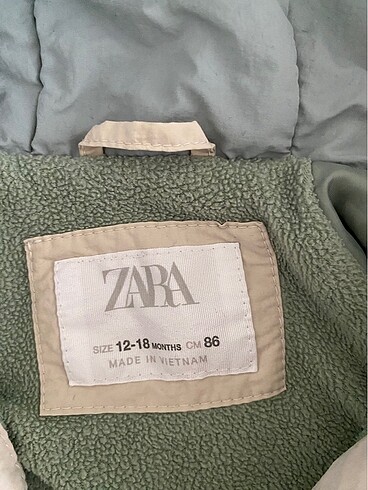 ZARA
SIZE 12-18 MONTHS CM 86
MADE IN VIETNAM